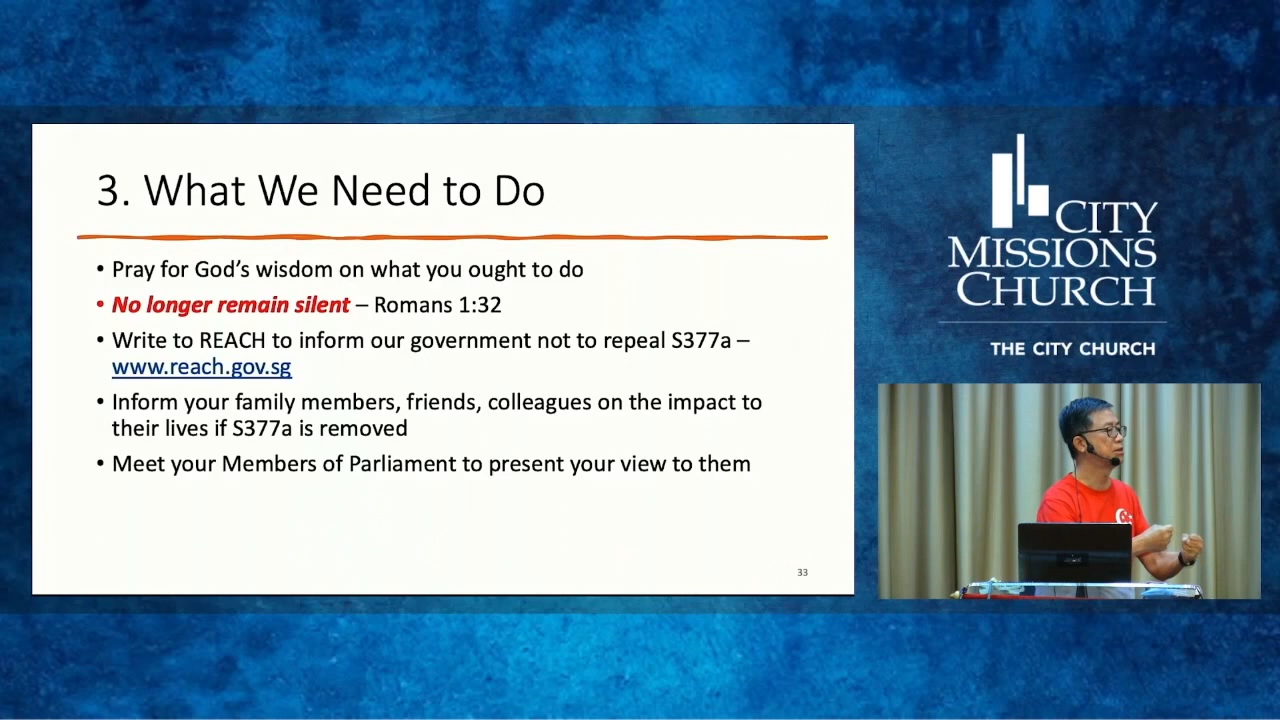 3. What We Need to Do
• Pray for God's wisdom on what you ought to do
• No longer remain silent – Romans 1:32
• Write to REACH to inform our government not to repeal S377a –
www.reach.gov.sg
• Inform your family members, friends, colleagues on the impact to
their lives if S377a is removed
• Meet your Members of Parliament to present your view to them
33
CITY
MISSIONS
CHURCH
THE CITY CHURCH